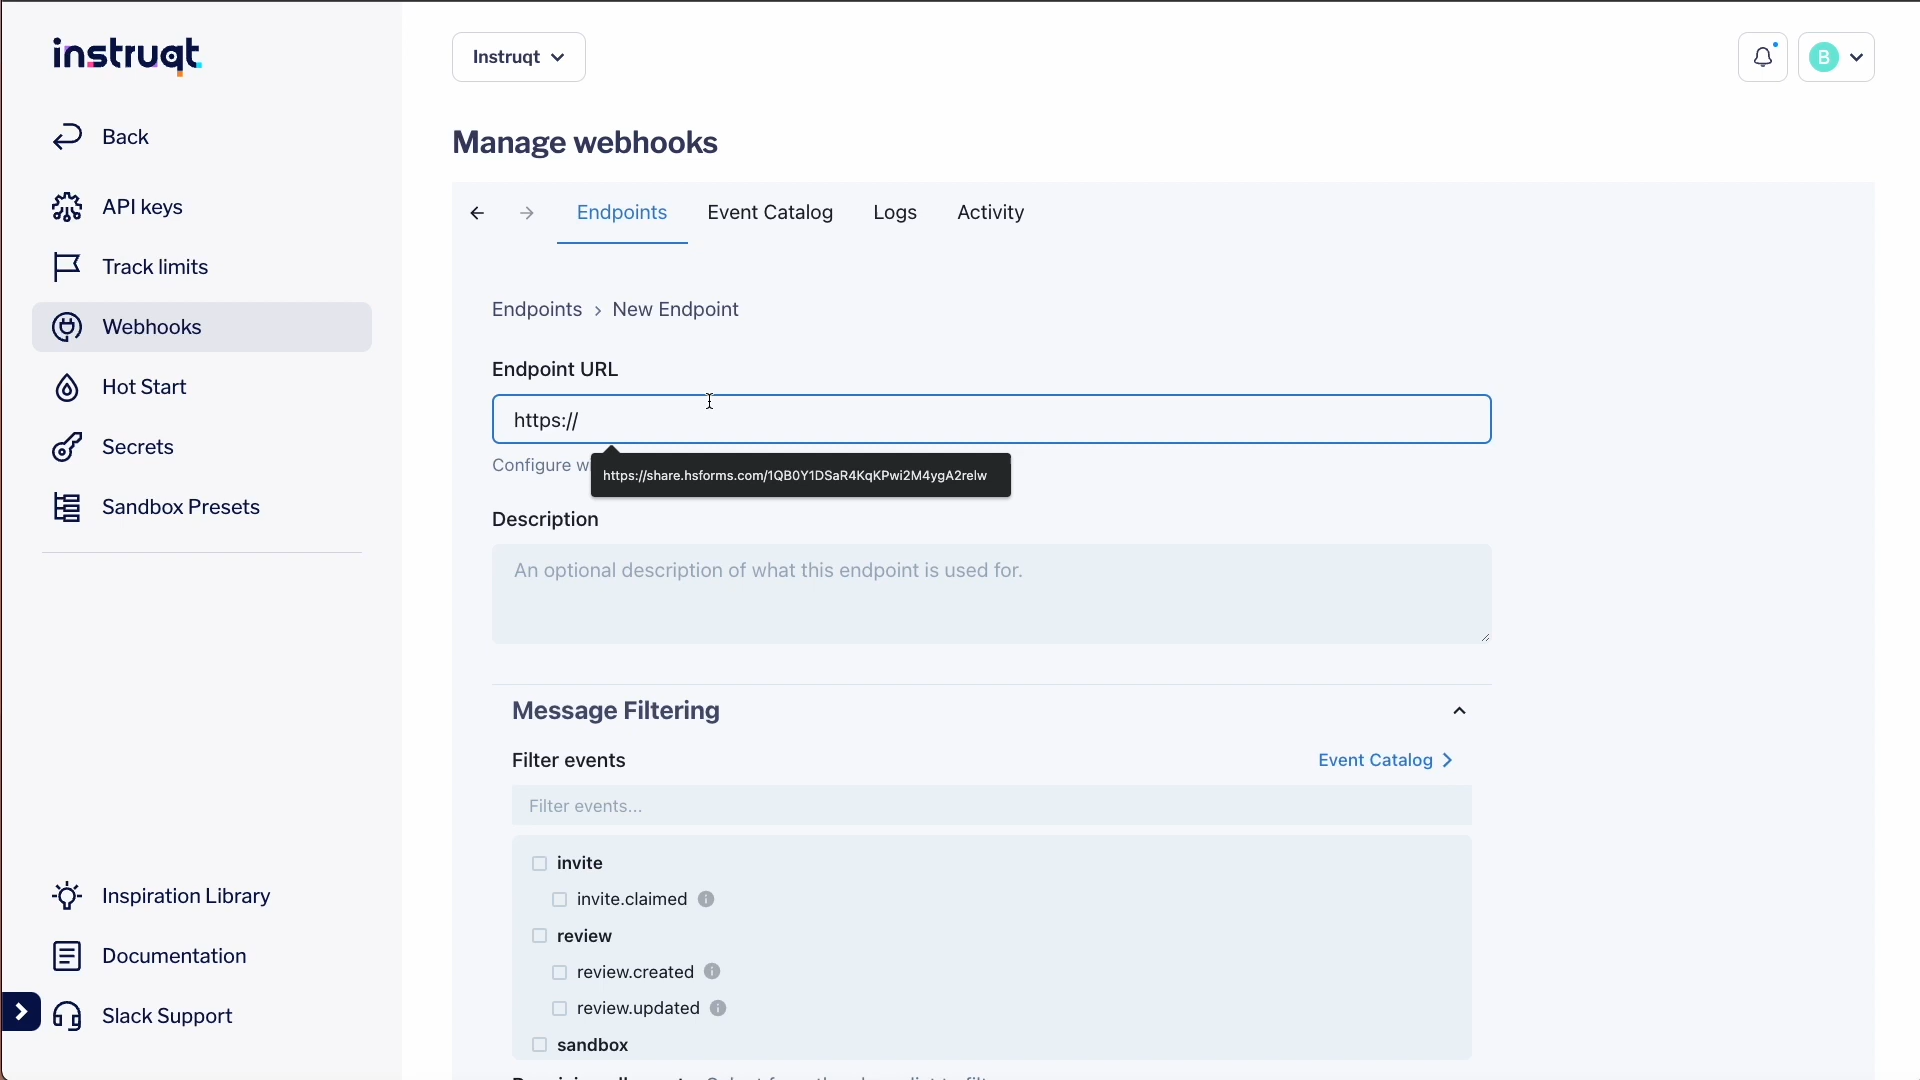 instruqt
Instruqt
B
Back
Manage webhooks
API keys
Track limits
Webhooks
Hot Start
Secrets
Sandbox Presets
Endpoints Event Catalog Logs Activity
Endpoints > New Endpoint
Endpoint URL
https://
Configure w
https://share.hsforms.com/1QB0Y1DSaR4KqKPwi2M4ygA2relw
Description
An optional description of what this endpoint is used for.
Message Filtering
Filter events
Event Catalog >
Filter events...
invite
invite.claimed
review
review.created
review.updated
sandbox
Inspiration Library
Documentation
Slack Support